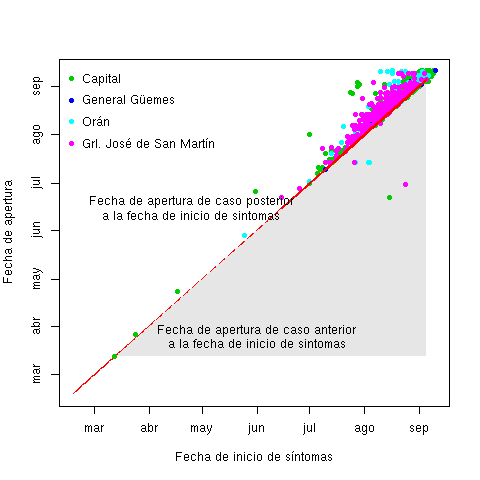 Capital
General Güemes
Orán
Grl. José de San Martín
Fecha de apertura de caso posterior
a la fecha de inicio de sintomas
Fecha de apertura de caso anterior
a la fecha de inicio de sintomas
Fecha de apertura
mar
abr
may
jun
jul
ago
sep
mar
abr
may
jun
jul
ago
sep
Fecha de inicio de síntomas